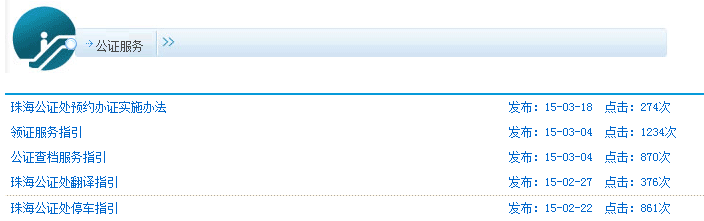 公证服务
珠海公证处预约办证实施办法 发布：15-03-18 点击：274次
领证服务指引 发布：15-03-04 点击：1234次
公证查档服务指引 发布：15-03-04 点击：870次
珠海公证处翻译指引 发布：15-02-27 点击：376次
珠海公证处停车指引 发布：15-02-22 点击：861次